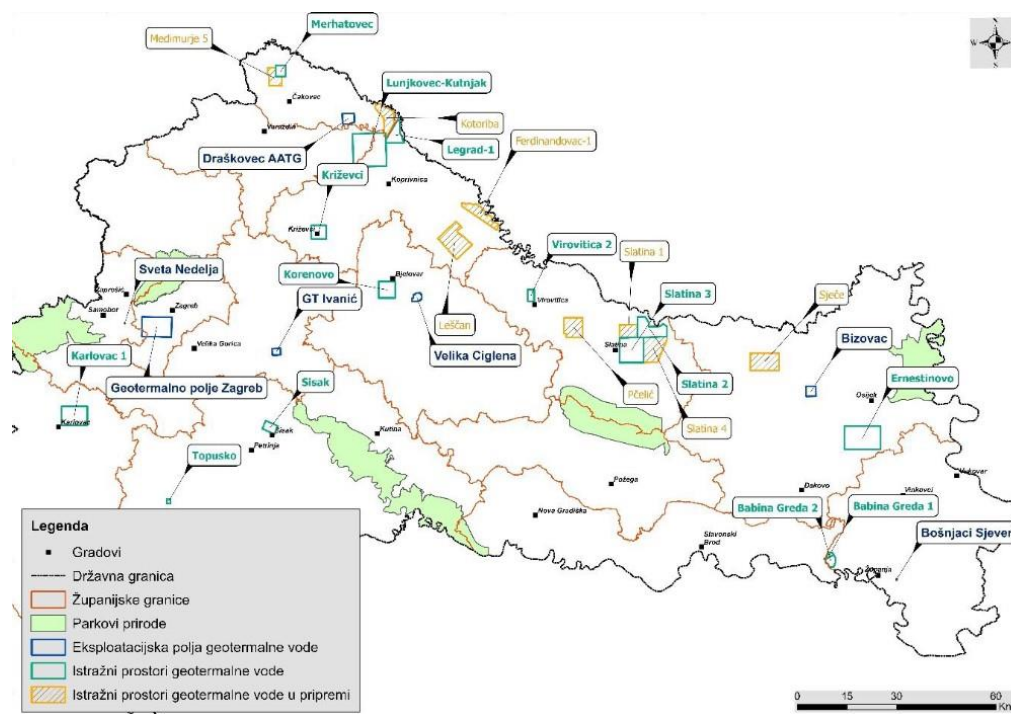 N
W
E
S
Merhatovec
Međimurje 5
Lunjkovec-Kutnjak
Čakovec
Kotoriba
Varaždin
Ferdinandovac-1
Draškovec AATG
Legrad-1
Križevci
Koprivnica
Križevci
Virovitica 2
Slatina 1
Sveta Nedelja
Korenovo
Bjelovar
GT Ivanić
Slatina 3
Sječe
Zaprešić
Virovitica
Samobor
Zagreb
Leščan
Bizovac
Velika Gorica
Slatina
Karlovac 1
Velika Ciglena
Geotermalno polje Zagreb
Sisak
Pčelić
Slatina 2
Ernestinovo
Osijek
Karlovac
Sisak
Kutina
Slatina 4
Petrinja
Topusko
Vukovar
Požega
Đakovo
Vinkovci
Babina Greda 2
Babina Greda 1
Nova Gradiška
Bošnjaci Sjever
Slavonski
Brod
Županja
Legenda
Gradovi
Državna granica
Županijske granice
Parkovi prirode
Eksploatacijska polja geotermalne vode
Istražni prostori geotermalne vode
Istražni prostori geotermalne vode u pripremi
0 15 30 60
Km